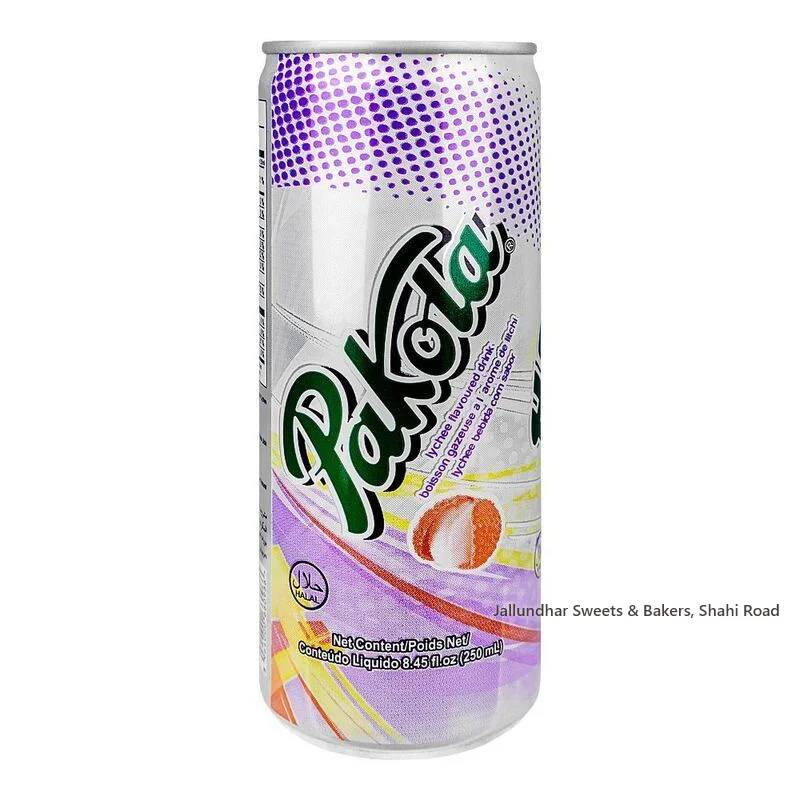 Pakola®
lychee flavoured drink
boisson gazeuse a l arome de litchi
lychee bebida com sabor
حلال
HALAL
Net Content/Poids Net/
Conteúdo Liquido 8.45 fl.oz (250 mL)
Jallundhar Sweets & Bakers, Shahi Road